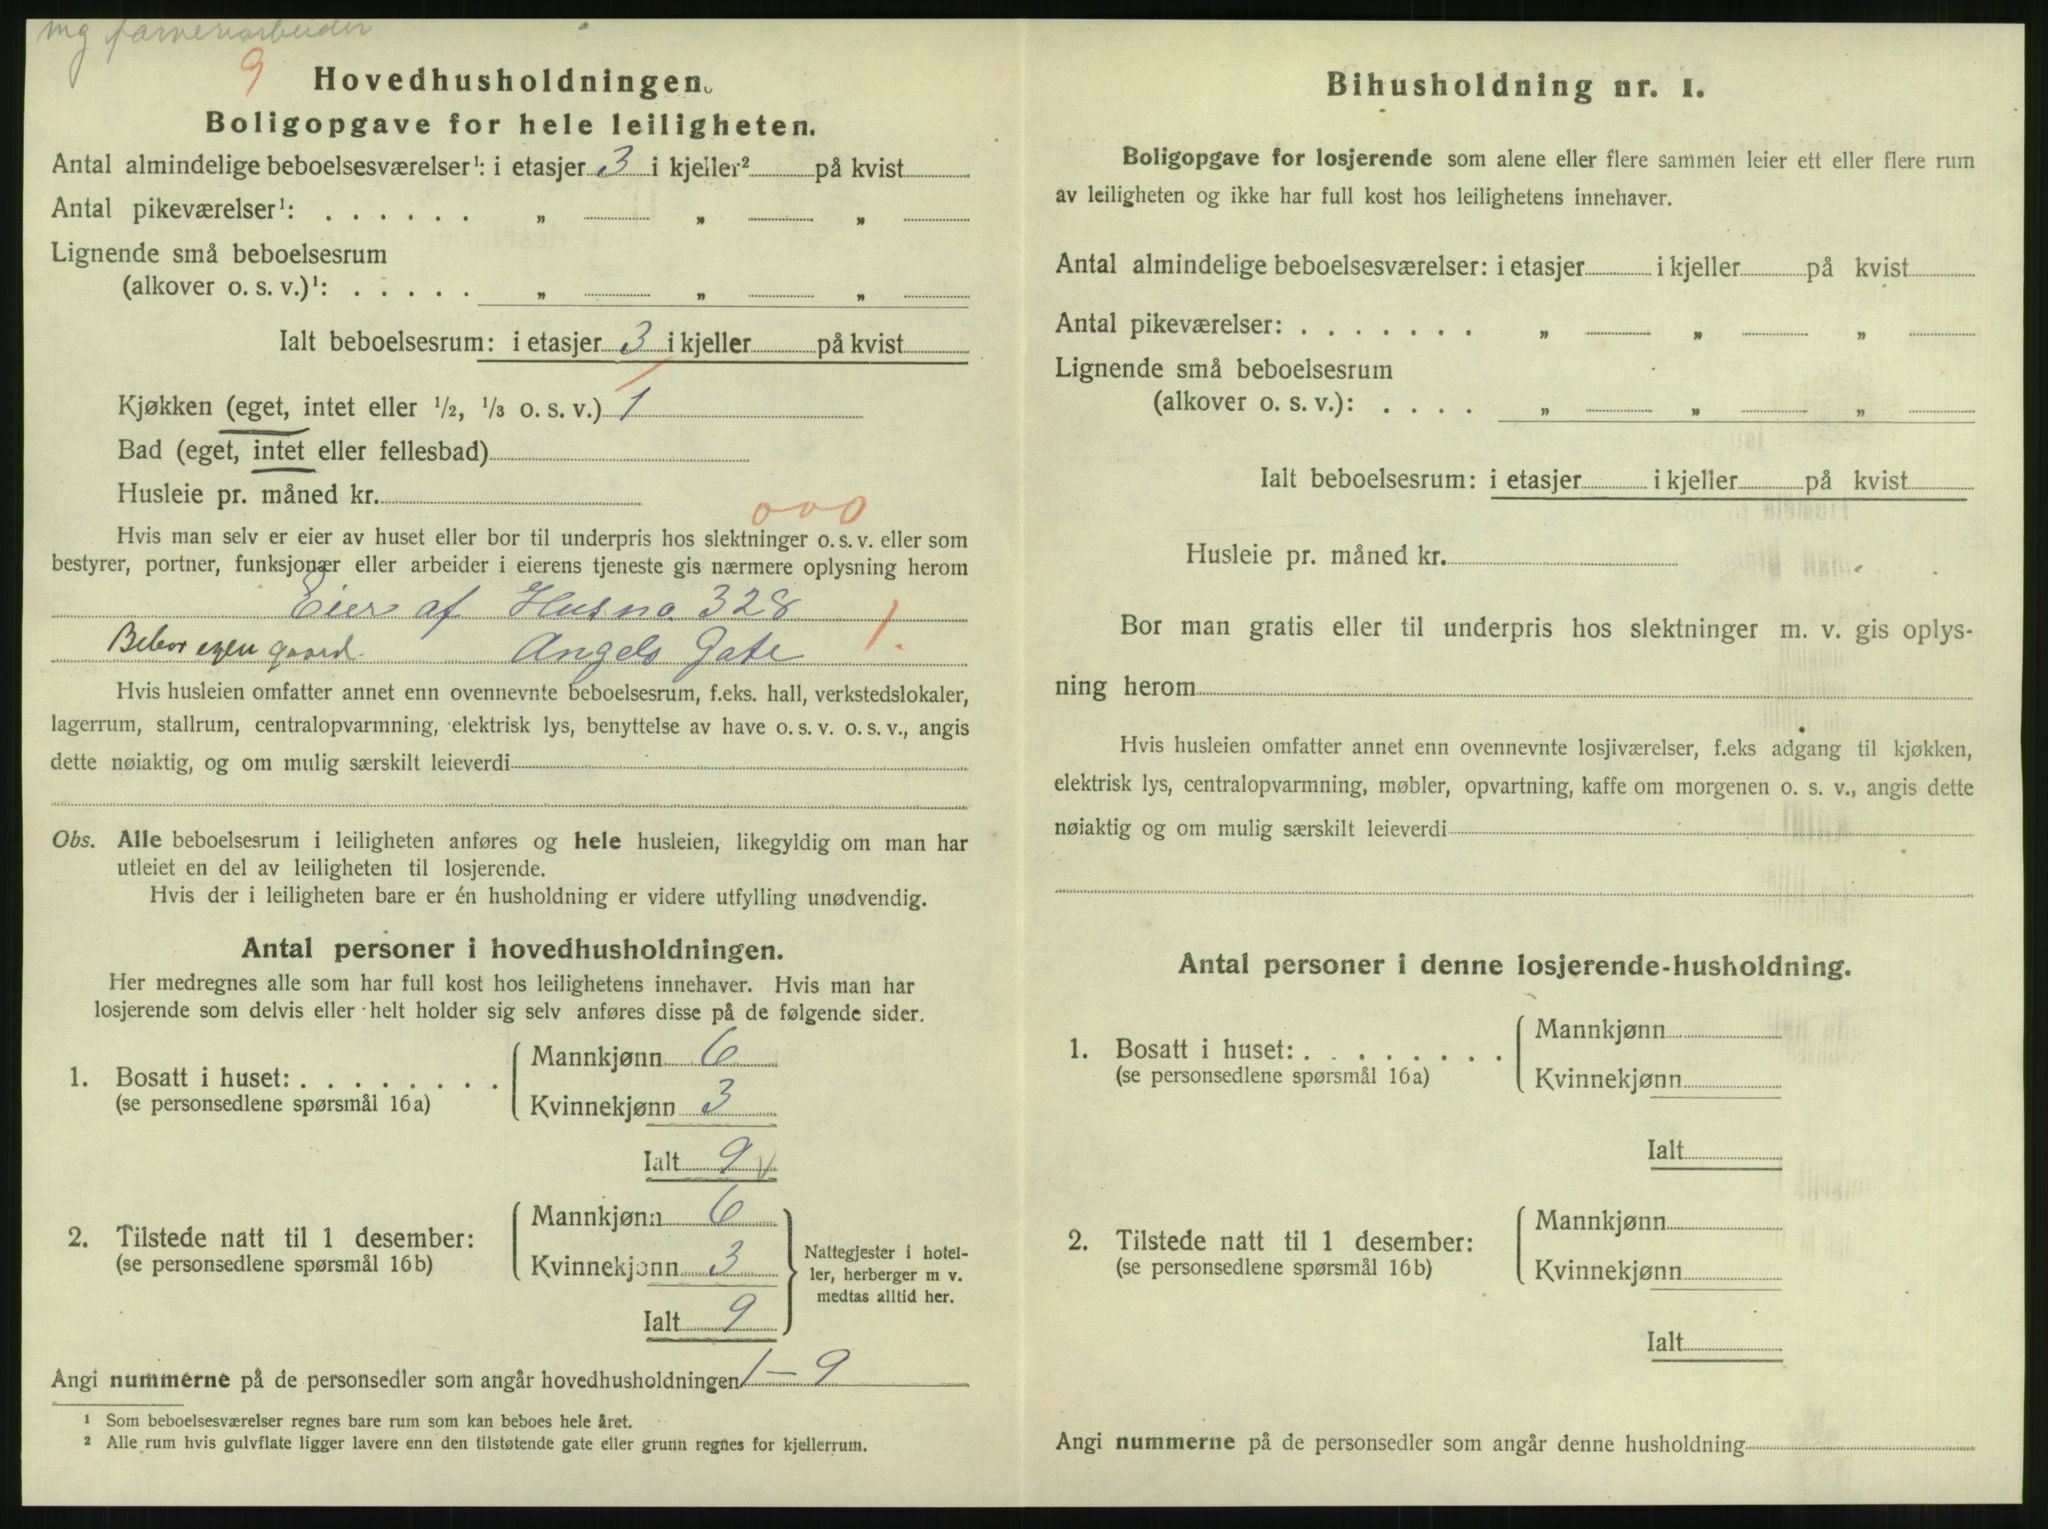 mg farveriarbeider
9
Hovedhusholdningen.
Boligopgave for hele leiligheten.
Antal almindelige beboelsesværelser¹: i etasjer 3 i kjeller² på kvist
Antal pikeværelser¹: . . . . . . „ „ „
Lignende små beboelsesrum
(alkover o. s. v.)¹: . . . . . „ „ „
Ialt beboelsesrum: i etasjer 3 i kjeller på kvist
Kjøkken (eget, intet eller 1/2, 1/3 o. s. v.) 1
Bad (eget, intet eller fellesbad)
Husleie pr. måned kr.
000
Hvis man selv er eier av huset eller bor til underpris hos slektninger o. s. v. eller som
bestyrer, portner, funksjonær eller arbeider i eierens tjeneste gis nærmere oplysning herom
Eier af Husno. 328
Bebor egen gaard. Angels Gate 1.
Hvis husleien omfatter annet enn ovennevnte beboelsesrum, f.eks. hall, verkstedslokaler,
lagerrum, stallrum, centralopvarmning, elektrisk lys, benyttelse av have o. s. v. o. s. v., angis
dette nøiaktig, og om mulig særskilt leieverdi
Obs. Alle beboelsesrum i leiligheten anføres og hele husleien, likegyldig om man har
utleiet en del av leiligheten til losjerende.
Hvis der i leiligheten bare er én husholdning er videre utfylling unødvendig.
Antal personer i hovedhusholdningen.
Her medregnes alle som har full kost hos leilighetens innehaver. Hvis man har
losjerende som delvis eller helt holder sig selv anføres disse på de følgende sider.
Mannkjønn 6
1. Bosatt i huset: . . . . . . . .
(se personsedlene spørsmål 16a)
Kvinnekjønn 3
Ialt 9 v
Mannkjønn 6
2. Tilstede natt til 1 desember:
(se personsedlene spørsmål 16b)
Kvinnekjønn 3
Ialt 9
Nattegjester i hotel-
ler, herberger m v.
medtas alltid her.
Angi nummerne på de personsedler som angår hovedhusholdningen 1 – 9
¹ Som beboelsesværelser regnes bare rum som kan beboes hele året.
² Alle rum hvis gulvflate ligger lavere enn den tilstøtende gate eller grunn regnes for kjellerrum.
Bihusholdning nr. 1.
Boligopgave for losjerende som alene eller flere sammen leier ett eller flere rum
av leiligheten og ikke har full kost hos leilighetens innehaver.
Antal almindelige beboelsesværelser: i etasjer i kjeller på kvist
Antal pikeværelser: . . . . . . . „ „ „
Lignende små beboelsesrum
(alkover o. s. v.): . . . . „ „ „
Ialt beboelsesrum: i etasjer i kjeller på kvist
Husleie pr. måned kr.
Bor man gratis eller til underpris hos slektninger m. v. gis oplys-
ning herom
Hvis husleien omfatter annet enn ovennevnte losjiværelser, f.eks adgang til kjøkken,
elektrisk lys, centralopvarmning, møbler, opvartning, kaffe om morgenen o. s. v., angis dette
nøiaktig og om mulig særskilt leieverdi
Antal personer i denne losjerende-husholdning.
Mannkjønn
1. Bosatt i huset: . . . . . . . .
(se personsedlene spørsmål 16a)
Kvinnekjønn
Ialt
Mannkjønn
2. Tilstede natt til 1 desember:
(se personsedlene spørsmål 16b)
Kvinnekjønn
Ialt
Angi nummerne på de personsedler som angår denne husholdning